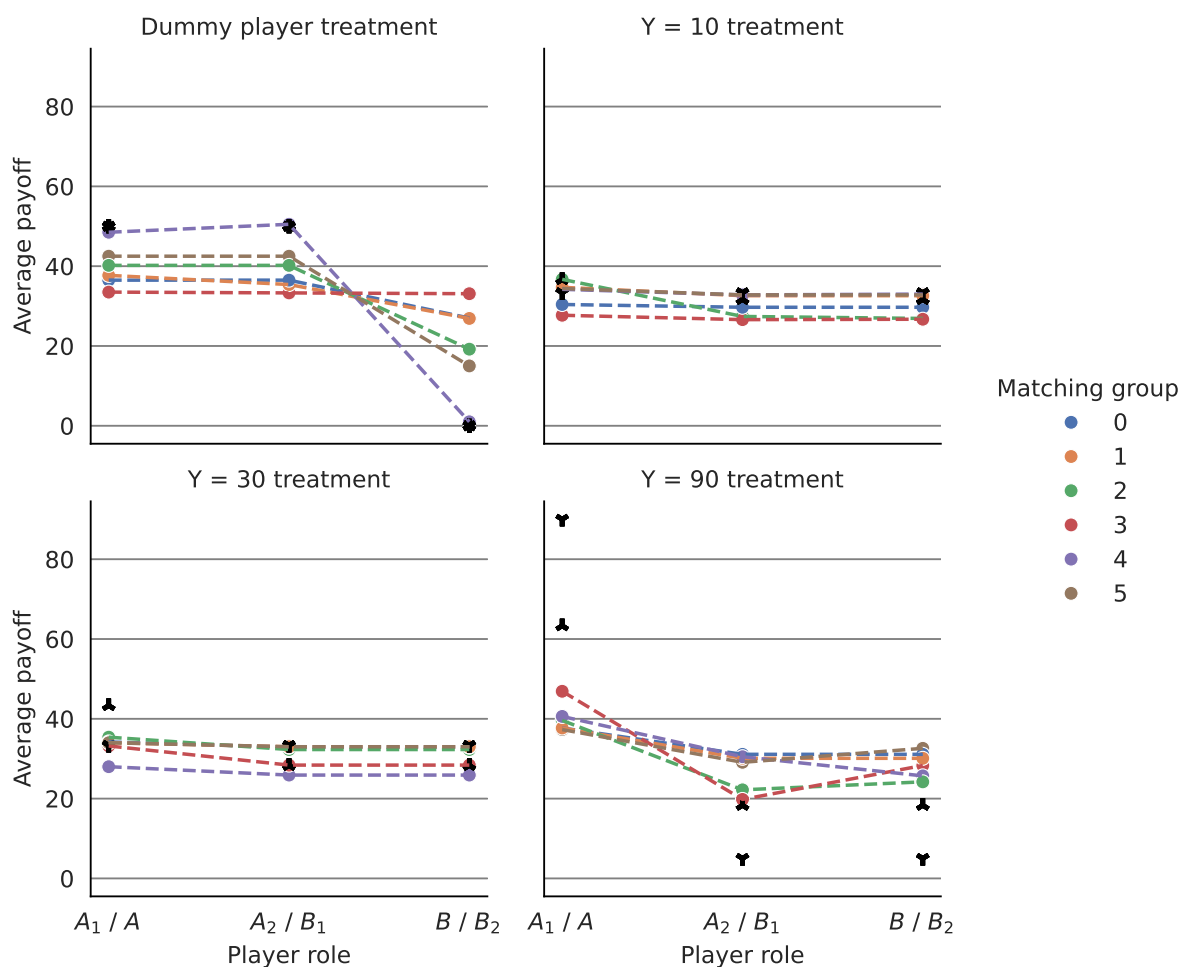 Dummy player treatment
Y = 10 treatment
Average payoff
80
60
40
20
0
Y = 30 treatment
Y = 90 treatment
Average payoff
80
60
40
20
0
A₁ / A
A₂ / B₁
B / B₂
A₁ / A
A₂ / B₁
B / B₂
Player role
Player role
Matching group
0
1
2
3
4
5